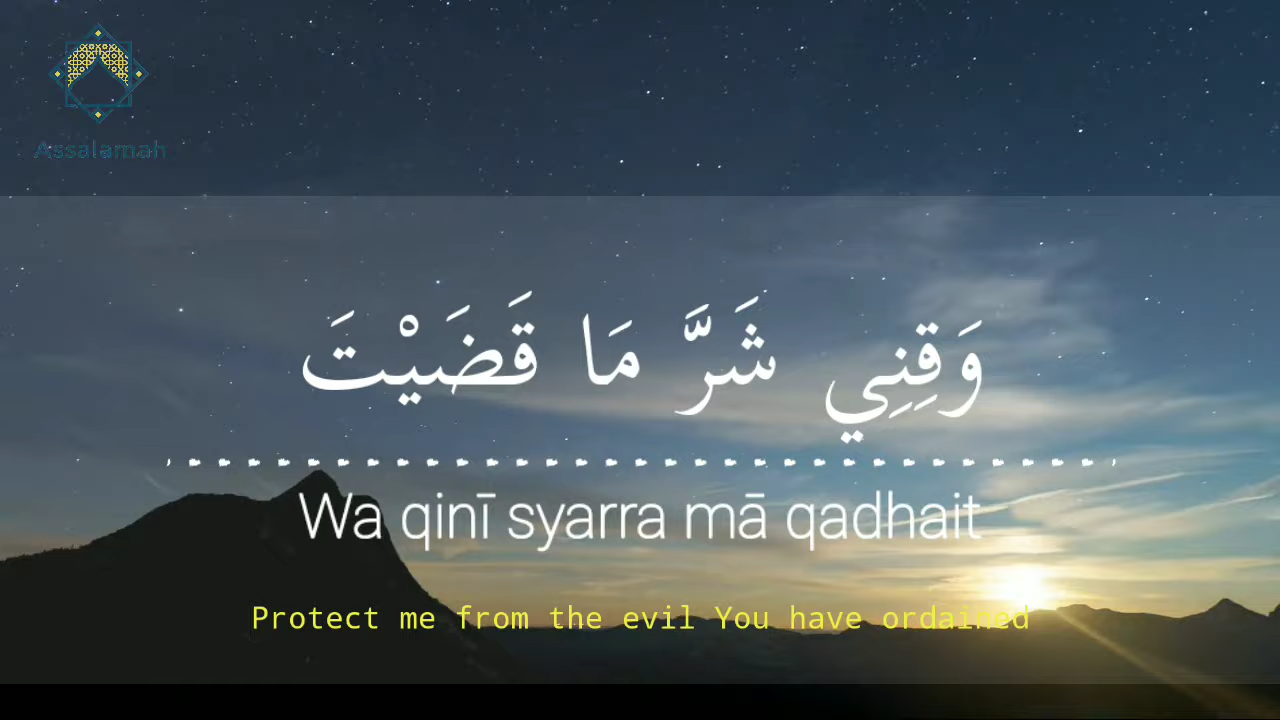 Assalamah
وَقِنِي شَرَّ مَا قَضَيْتَ
Wa qinī syarra mā qadhait
Protect me from the evil You have ordained